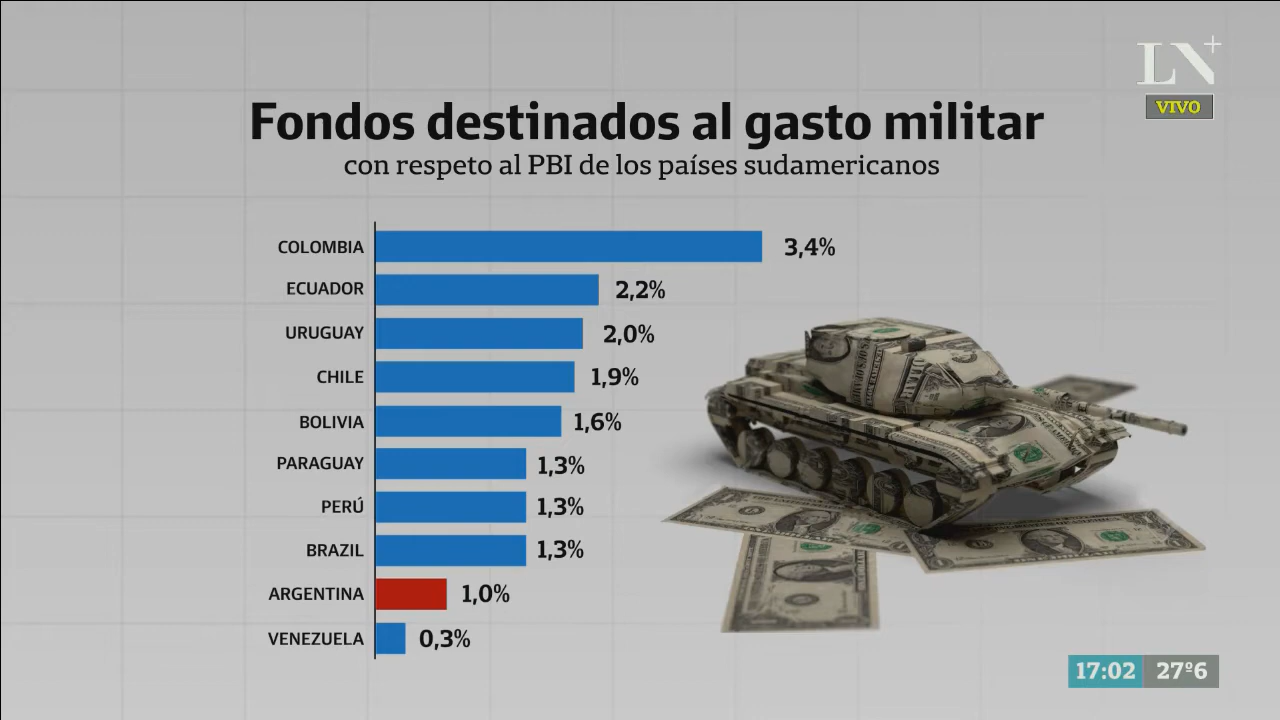 LN+
VIVO
Fondos destinados al gasto militar
con respeto al PBI de los países sudamericanos
COLOMBIA 3,4%
ECUADOR 2,2%
URUGUAY 2,0%
CHILE 1,9%
BOLIVIA 1,6%
PARAGUAY 1,3%
PERÚ 1,3%
BRAZIL 1,3%
ARGENTINA 1,0%
VENEZUELA 0,3%
17:02 27º6